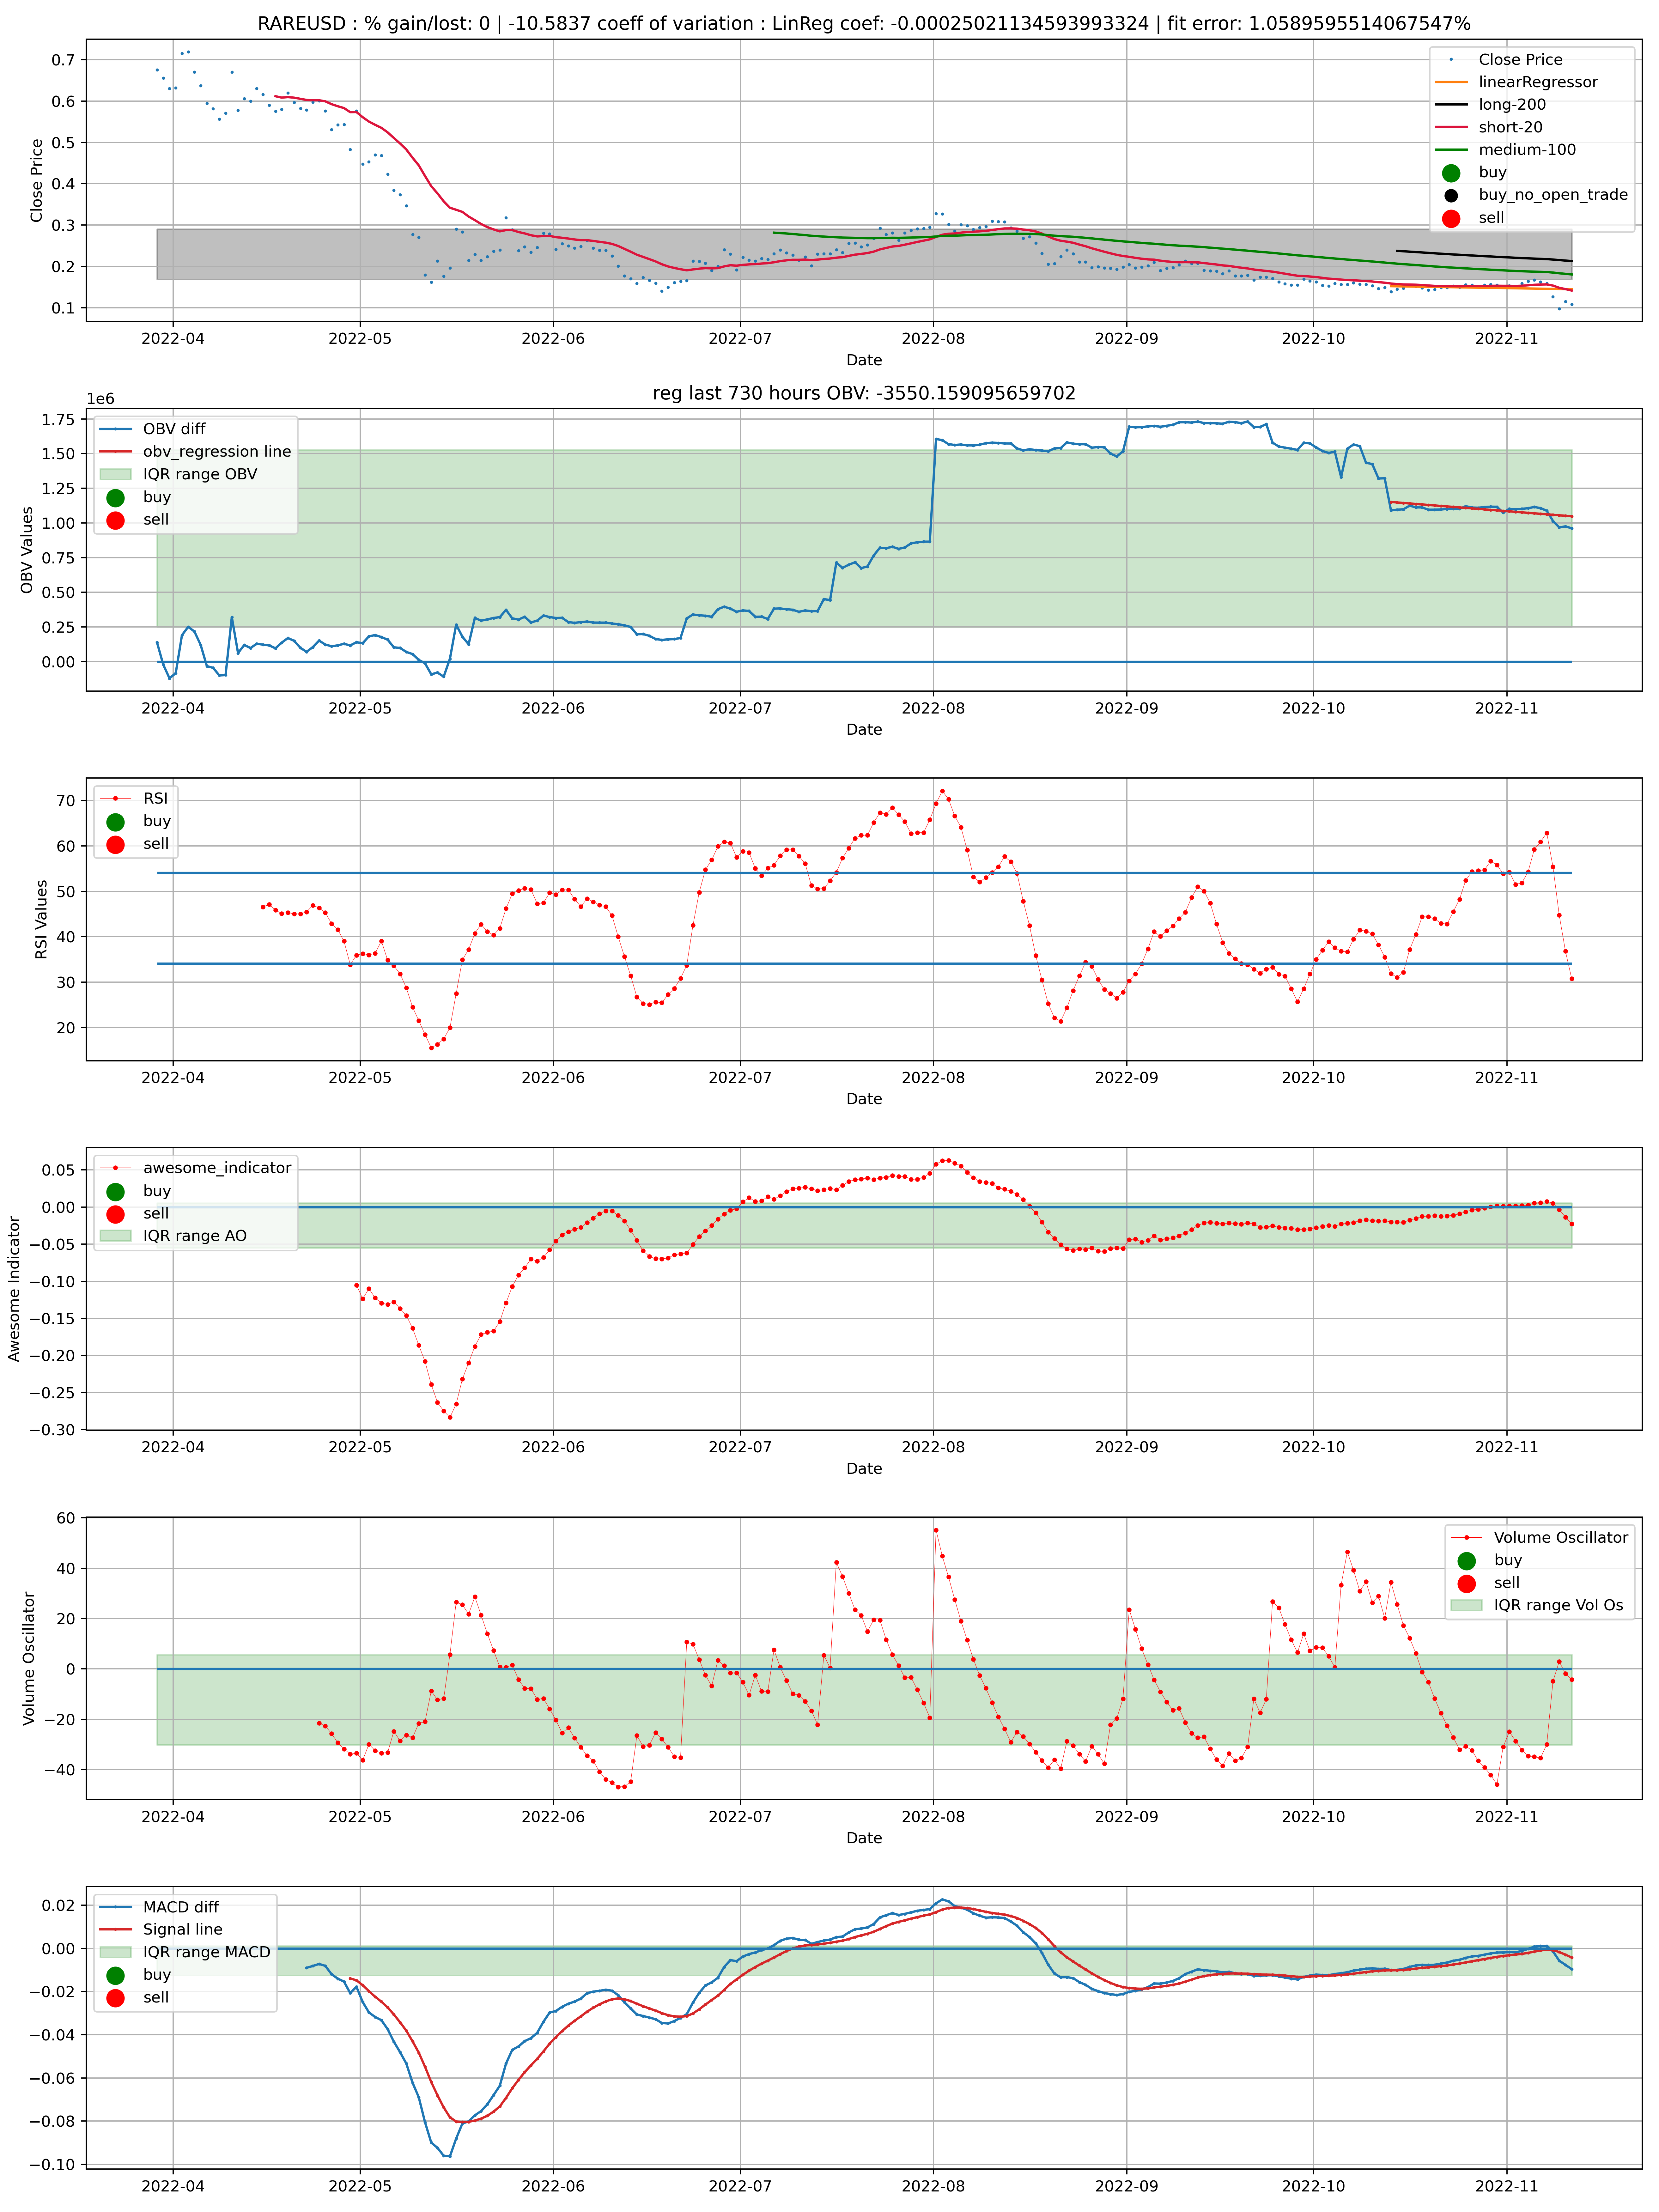 RAREUSD : % gain/lost: 0 | -10.5837 coeff of variation : LinReg coef: -0.00025021134593993324 | fit error: 1.0589595514067547%
Close Price
0.7
0.6
0.5
0.4
0.3
0.2
0.1
Close Price
linearRegressor
long-200
short-20
medium-100
buy
buy_no_open_trade
sell
2022-04 2022-05 2022-06 2022-07 2022-08 2022-09 2022-10 2022-11
Date
reg last 730 hours OBV: -3550.159095659702
1e6
OBV Values
1.75
1.50
1.25
1.00
0.75
0.50
0.25
0.00
OBV diff
obv_regression line
IQR range OBV
buy
sell
2022-04 2022-05 2022-06 2022-07 2022-08 2022-09 2022-10 2022-11
Date
RSI Values
70
60
50
40
30
20
RSI
buy
sell
2022-04 2022-05 2022-06 2022-07 2022-08 2022-09 2022-10 2022-11
Date
Awesome Indicator
0.05
0.00
−0.05
−0.10
−0.15
−0.20
−0.25
−0.30
awesome_indicator
buy
sell
IQR range AO
2022-04 2022-05 2022-06 2022-07 2022-08 2022-09 2022-10 2022-11
Date
Volume Oscillator
60
40
20
0
−20
−40
Volume Oscillator
buy
sell
IQR range Vol Os
2022-04 2022-05 2022-06 2022-07 2022-08 2022-09 2022-10 2022-11
Date
0.02
0.00
−0.02
−0.04
−0.06
−0.08
−0.10
MACD diff
Signal line
IQR range MACD
buy
sell
2022-04 2022-05 2022-06 2022-07 2022-08 2022-09 2022-10 2022-11